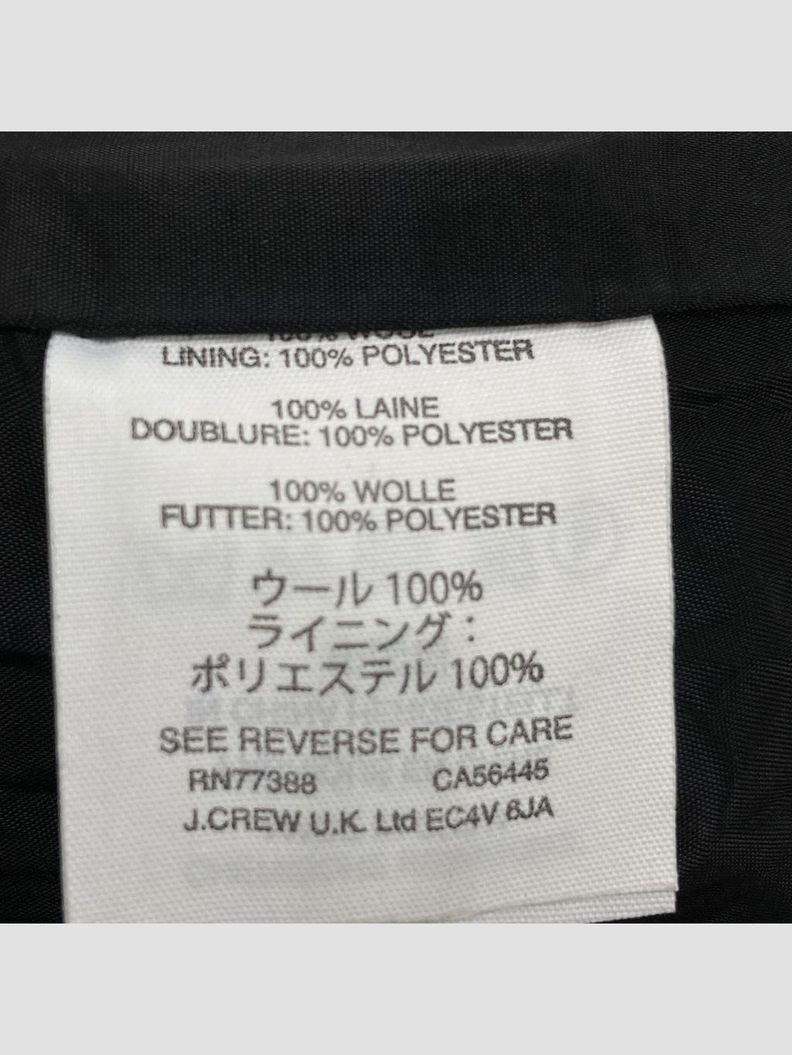 100% WOOL
LINING: 100% POLYESTER
100% LAINE
DOUBLURE: 100% POLYESTER
100% WOLLE
FUTTER: 100% POLYESTER
ウール 100%
ライニング：
ポリエステル 100%
SEE REVERSE FOR CARE
RN77388 CA56445
J.CREW U.K. Ltd EC4V 6JA